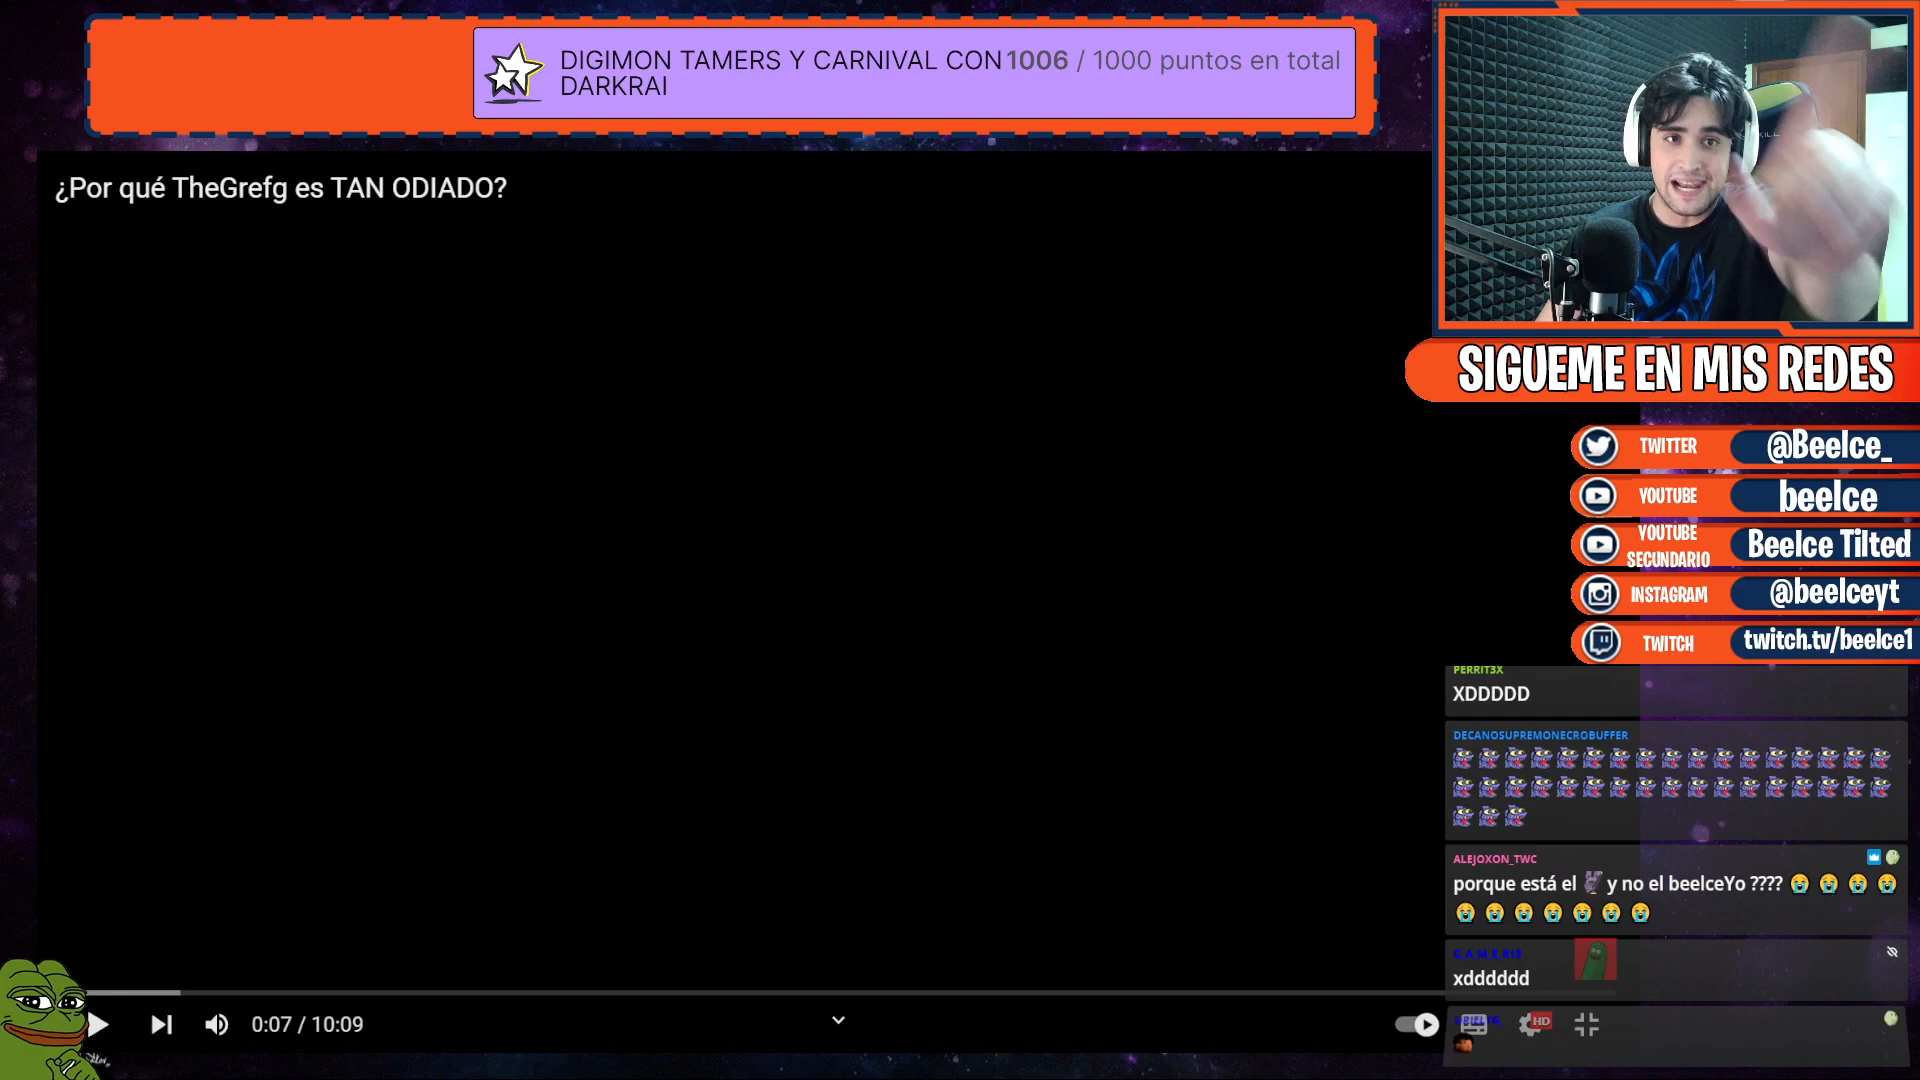 DIGIMON TAMERS Y CARNIVAL CON 1006 / 1000 puntos en total
DARKRAI
¿Por qué TheGrefg es TAN ODIADO?
SIGUEME EN MIS REDES
TWITTER @Beelce_
YOUTUBE beelce
YOUTUBE SECUNDARIO Beelce Tilted
INSTAGRAM @beelceyt
TWITCH twitch.tv/beelce1
PERRIT3X
XDDDDD
DECANOSUPREMONECROBUFFER
ALEJOXON_TWC
porque está el y no el beelceYo ????
xdddddd
0:07 / 10:09
HD